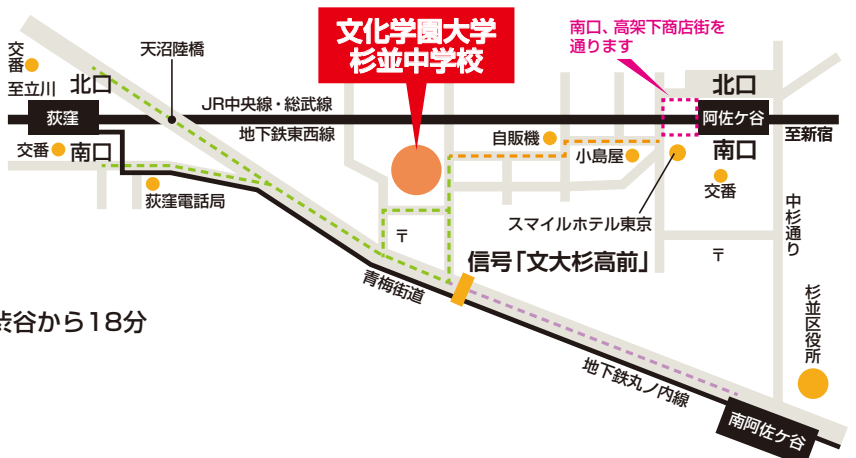 文化学園大学
杉並中学校
南口、高架下商店街を
通ります
交番
天沼陸橋
至立川
北口
荻窪
JR中央線・総武線
地下鉄東西線
北口
阿佐ケ谷
至新宿
交番
南口
自販機
小島屋
南口
交番
荻窪電話局
スマイルホテル東京
中杉通り
〒
〒
信号「文大杉高前」
青梅街道
渋谷から18分
杉並区役所
地下鉄丸ノ内線
南阿佐ケ谷